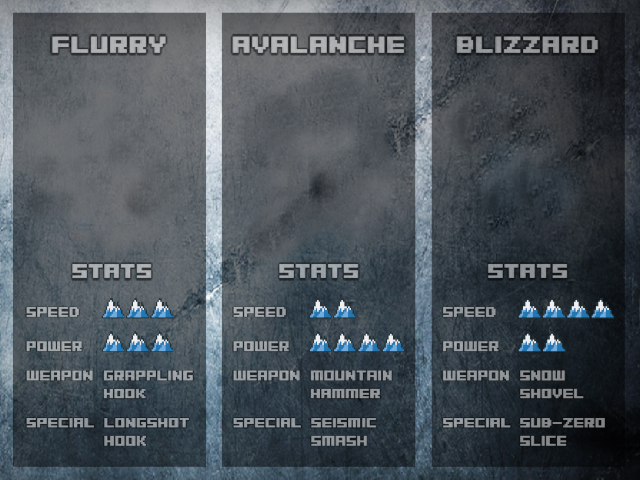 FLURRY
STATS
SPEED
POWER
WEAPON GRAPPLING
HOOK
SPECIAL LONGSHOT
HOOK
AVALANCHE
STATS
SPEED
POWER
WEAPON MOUNTAIN
HAMMER
SPECIAL SEISMIC
SMASH
BLIZZARD
STATS
SPEED
POWER
WEAPON SNOW
SHOVEL
SPECIAL SUB-ZERO
SLICE